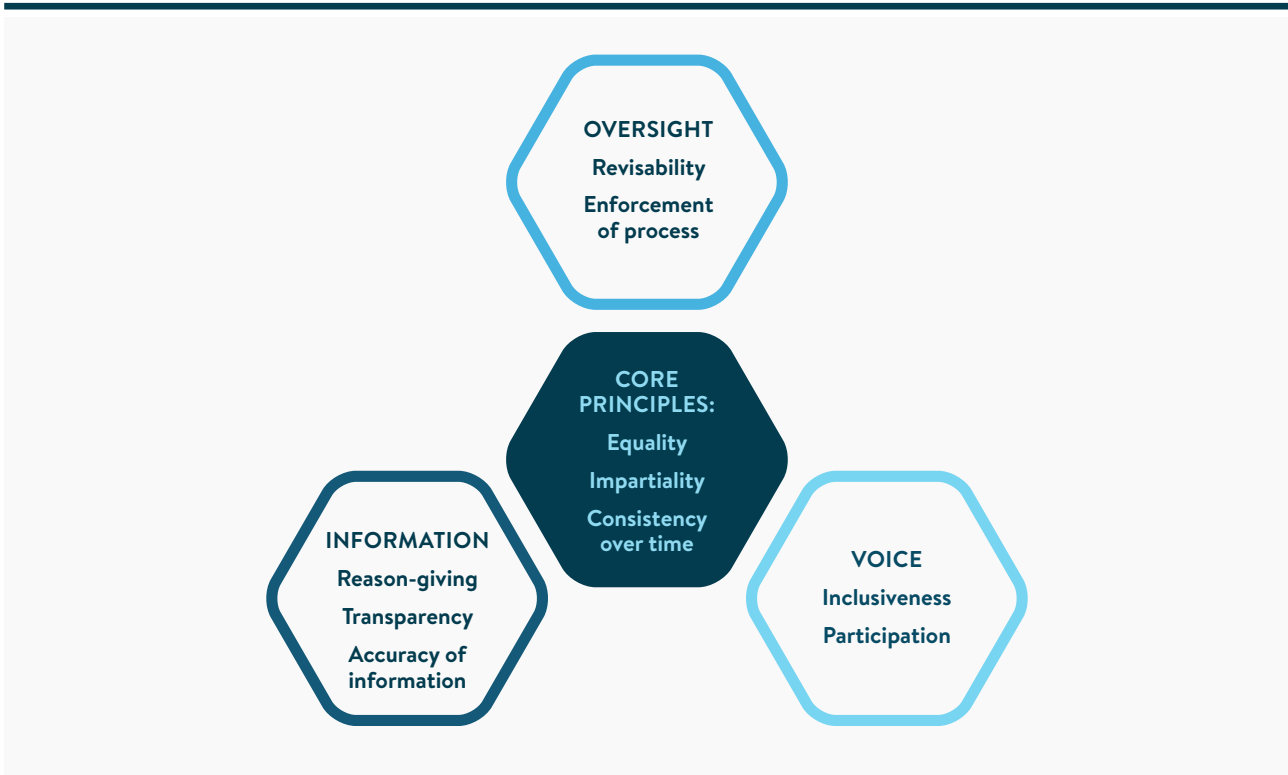 OVERSIGHT
Revisability
Enforcement
of process
CORE
PRINCIPLES:
Equality
Impartiality
Consistency
over time
INFORMATION
Reason-giving
Transparency
Accuracy of
information
VOICE
Inclusiveness
Participation